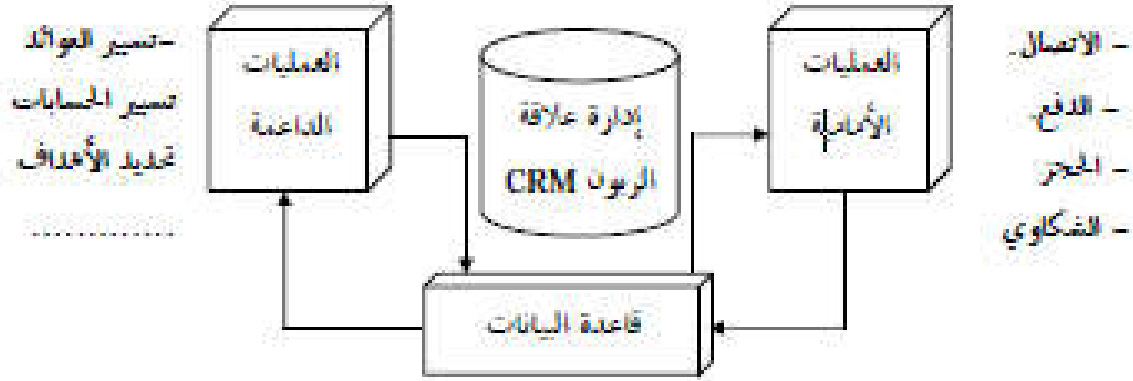 العمليات
الأمامية
- الاتصال.
- الدفع.
- الحجز
- الشكاوي
إدارة علاقة
الزبون CRM
العمليات
الداعمة
-تسيير العوائد
تسيير الحسابات
تحديد الأهداف
................
قاعدة البيانات